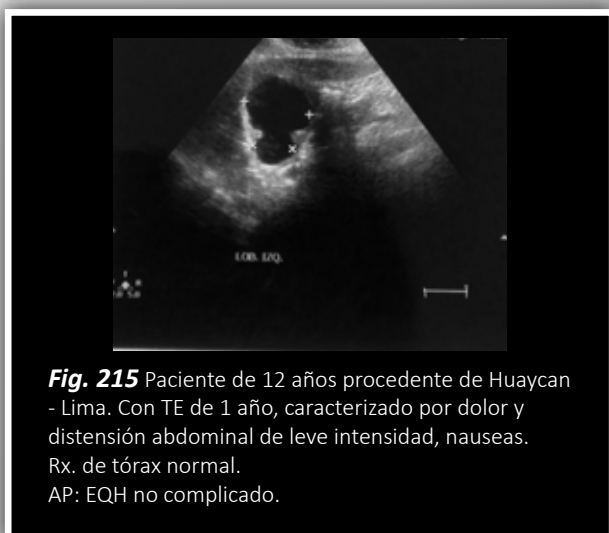 LOB. IZQ.
Fig. 215 Paciente de 12 años procedente de Huaycan
- Lima. Con TE de 1 año, caracterizado por dolor y
distensión abdominal de leve intensidad, nauseas.
Rx. de tórax normal.
AP: EQH no complicado.